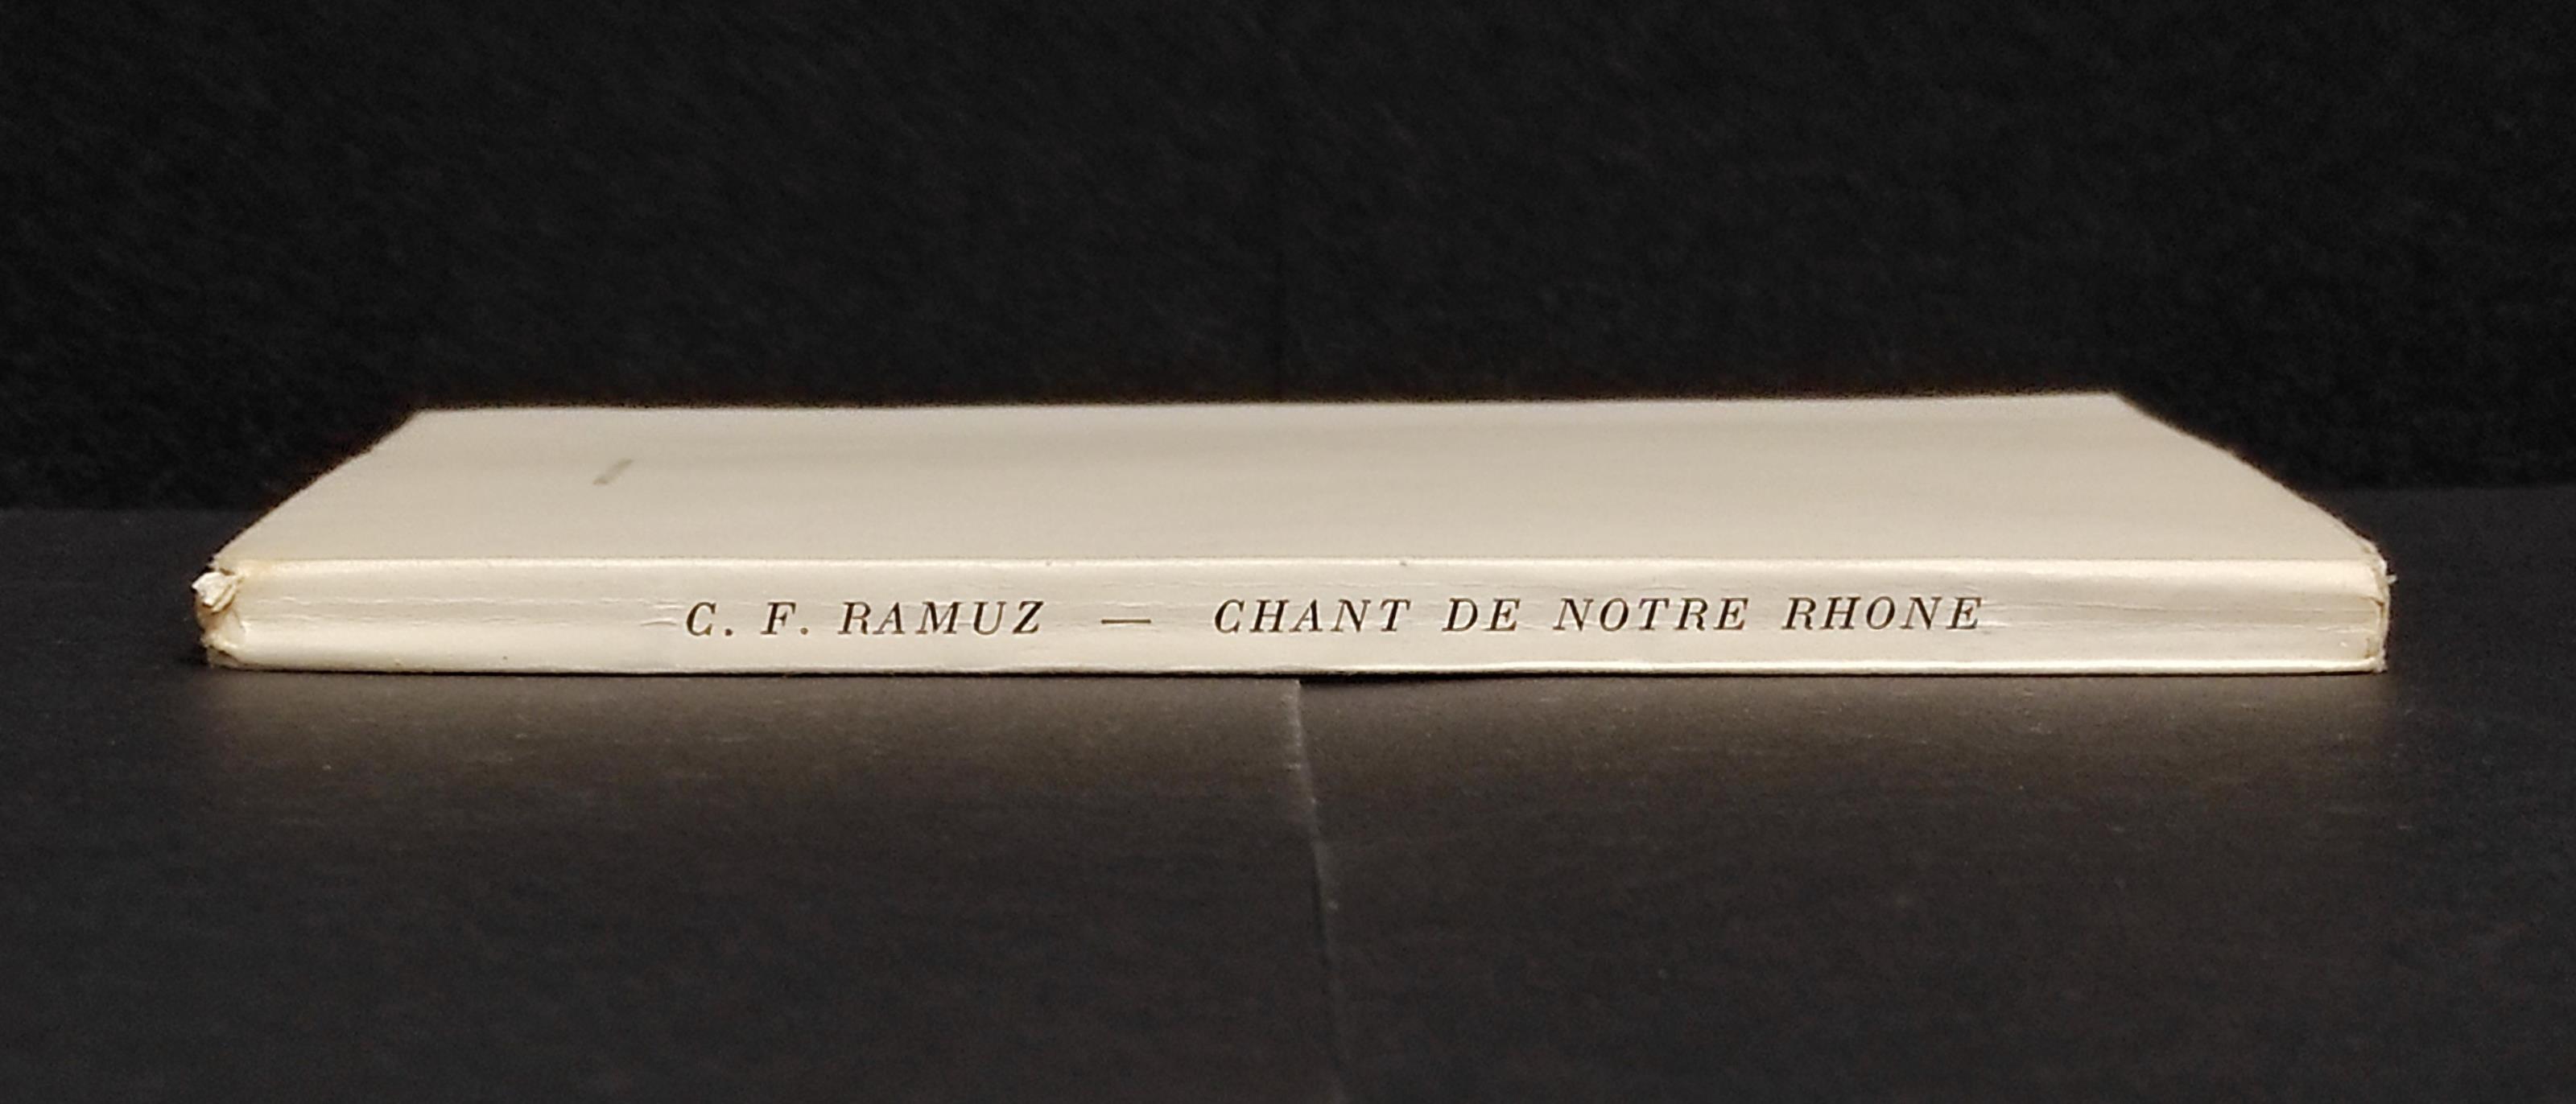 C. F. RAMUZ — CHANT DE NOTRE RHONE